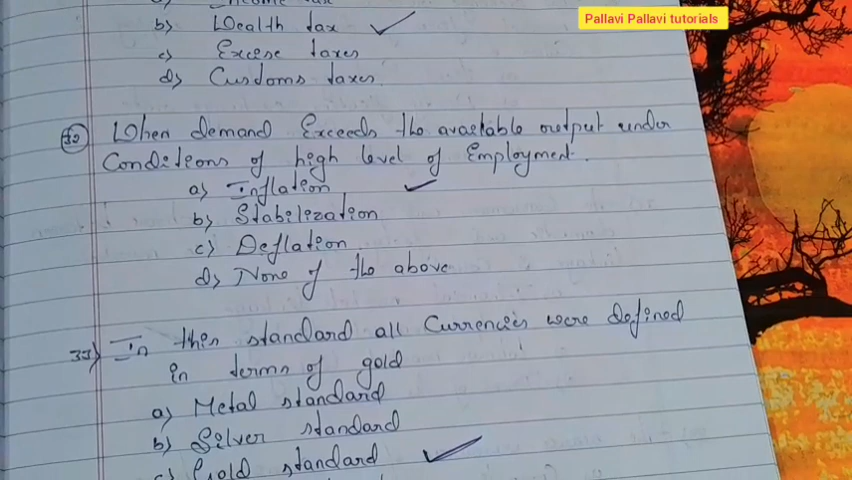 Pallavi Pallavi tutorials
b) Wealth tax
c) Excise taxes
d) Customs taxes
32 When demand Exceeds the available output under
Conditions of high level of Employment.
a) Inflation
b) Stabilization
c) Deflation
d) None of the above
33) In this standard all Currencies were defined
in terms of gold
a) Metal standard
b) Silver standard
c) Gold standard